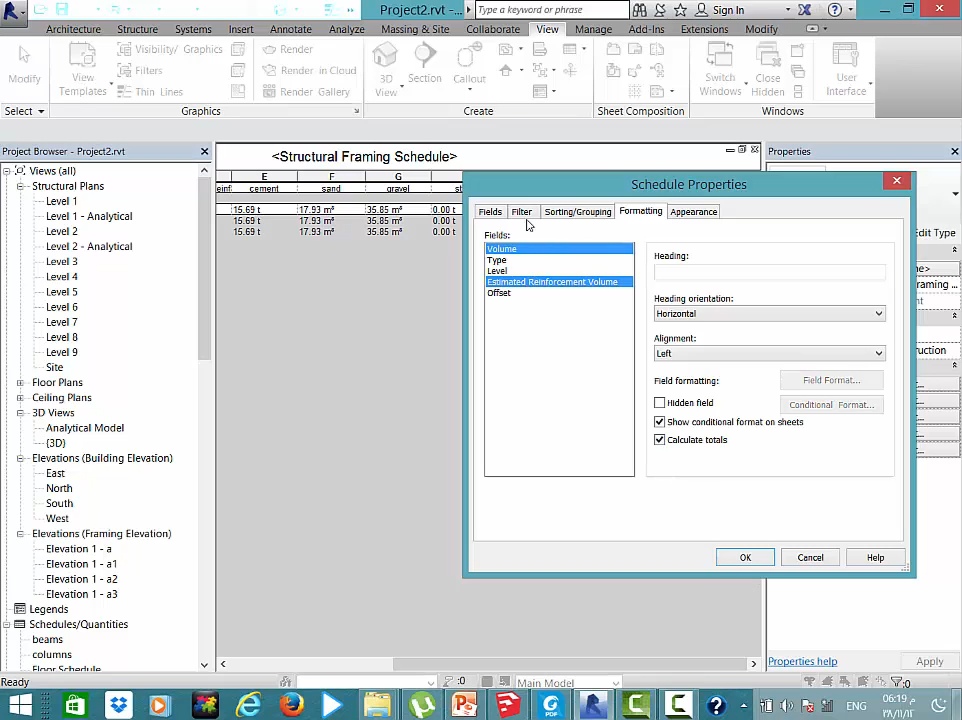 Project2.rvt -...
Type a keyword or phrase
Sign In
Architecture Structure Systems Insert Annotate Analyze Massing & Site Collaborate View Manage Add-Ins Extensions Modify
Modify
View Templates
Visibility/ Graphics
Filters
Thin Lines
Render
Render in Cloud
Render Gallery
3D View
Section
Callout
Switch Windows
Close Hidden
User Interface
Select Graphics Create Sheet Composition Windows
Project Browser - Project2.rvt
Views (all)
Structural Plans
Level 1
Level 1 - Analytical
Level 2
Level 2 - Analytical
Level 3
Level 4
Level 5
Level 6
Level 7
Level 8
Level 9
Site
Floor Plans
Ceiling Plans
3D Views
Analytical Model
{3D}
Elevations (Building Elevation)
East
North
South
West
Elevations (Framing Elevation)
Elevation 1 - a
Elevation 1 - a1
Elevation 1 - a2
Elevation 1 - a3
Legends
Schedules/Quantities
beams
columns
Floor Schedule
<Structural Framing Schedule>
E F G
reinf cement sand gravel st
15.69 t 17.93 m³ 35.85 m³ 0.00 t
15.69 t 17.93 m³ 35.85 m³ 0.00 t
15.69 t 17.93 m³ 35.85 m³ 0.00 t
Properties
dit Type
e>
raming ...
nt
ruction
Properties help
Apply
Schedule Properties
Fields Filter Sorting/Grouping Formatting Appearance
Fields:
Volume
Type
Level
Estimated Reinforcement Volume
Offset
Heading:
Heading orientation:
Horizontal
Alignment:
Left
Field formatting:
Field Format...
Hidden field
Conditional Format...
Show conditional format on sheets
Calculate totals
OK Cancel Help
Ready
:0
Main Model
:0
PDF
ENG
م 06:19